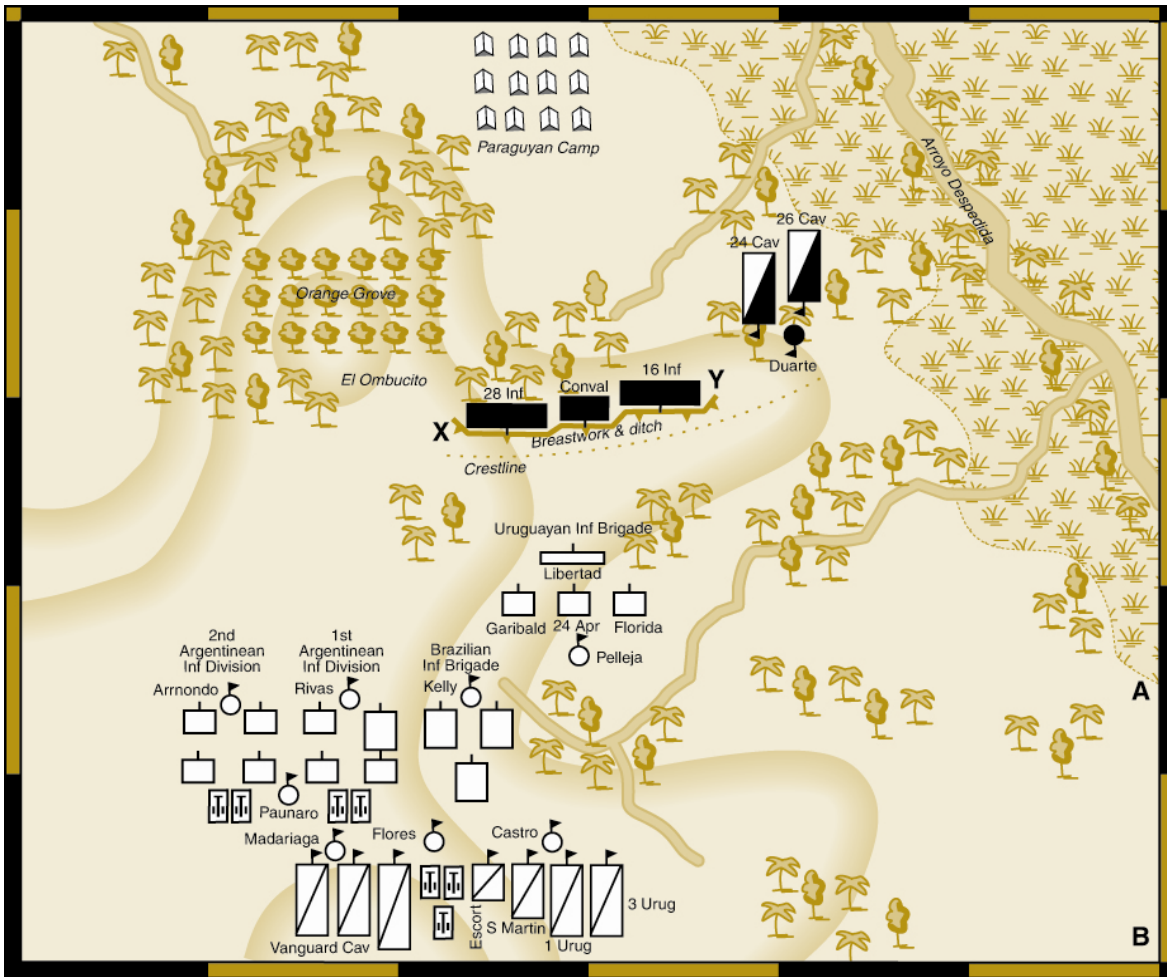 Paraguyan Camp
Arroyo Despedida
26 Cav
24 Cav
Orange Grove
El Ombucito
Duarte
16 Inf
Y
Conval
28 Inf
X
Breastwork & ditch
Crestline
Uruguayan Inf Brigade
Libertad
Garibald
24 Apr
Florida
Pelleja
2nd
Argentinean
Inf Division
1st
Argentinean
Inf Division
Brazilian
Inf Brigade
Arrnondo
Rivas
Kelly
A
Paunaro
Madariaga
Flores
Castro
Vanguard Cav
Escort
S Martin
1 Urug
3 Urug
B